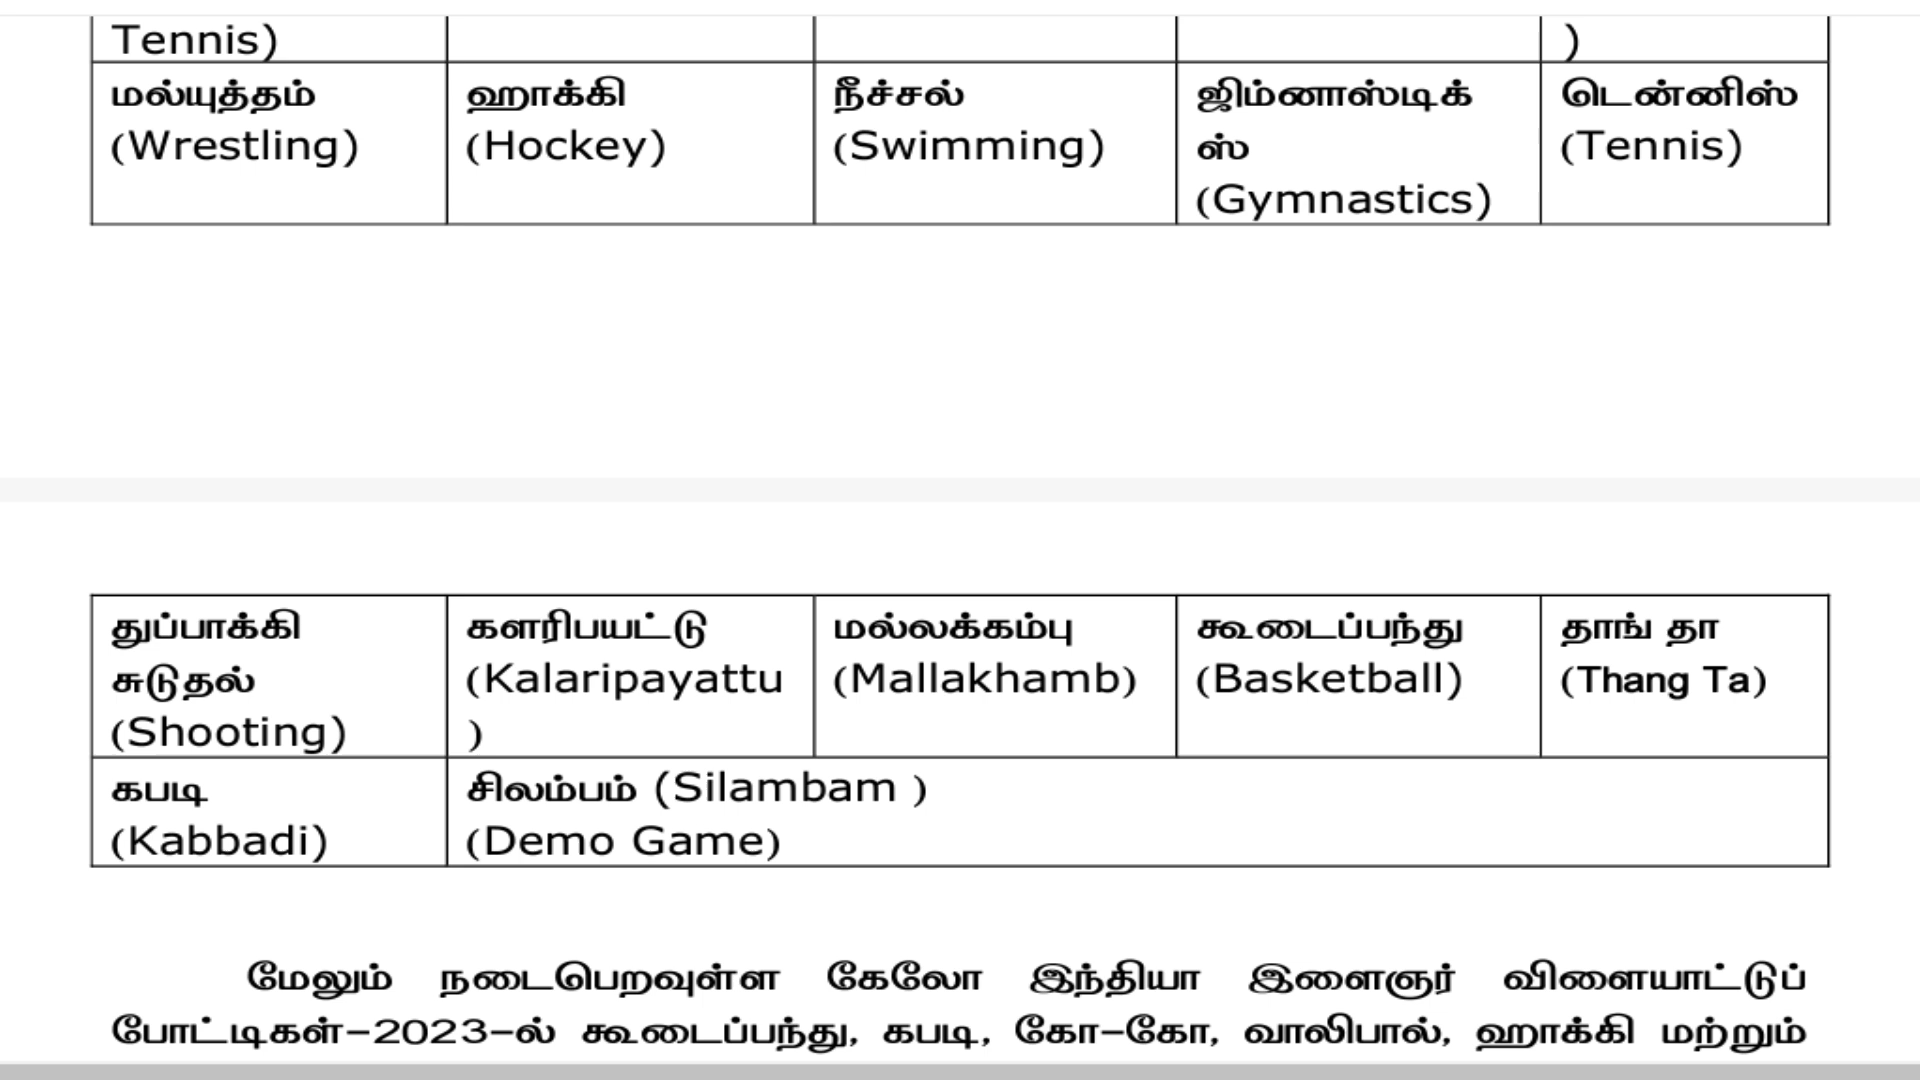 Tennis) )
மல்யுத்தம் ஹாக்கி நீச்சல் ஜிம்னாஸ்டிக் டென்னிஸ்
(Wrestling) (Hockey) (Swimming) ஸ் (Tennis)
(Gymnastics)
துப்பாக்கி களரிபயட்டு மல்லக்கம்பு கூடைப்பந்து தாங் தா
சுடுதல் (Kalaripayattu (Mallakhamb) (Basketball) (Thang Ta)
(Shooting) )
கபடி சிலம்பம் (Silambam )
(Kabbadi) (Demo Game)
மேலும் நடைபெறவுள்ள கேலோ இந்தியா இளைஞர் விளையாட்டுப்
போட்டிகள்-2023-ல் கூடைப்பந்து, கபடி, கோ-கோ, வாலிபால், ஹாக்கி மற்றும்